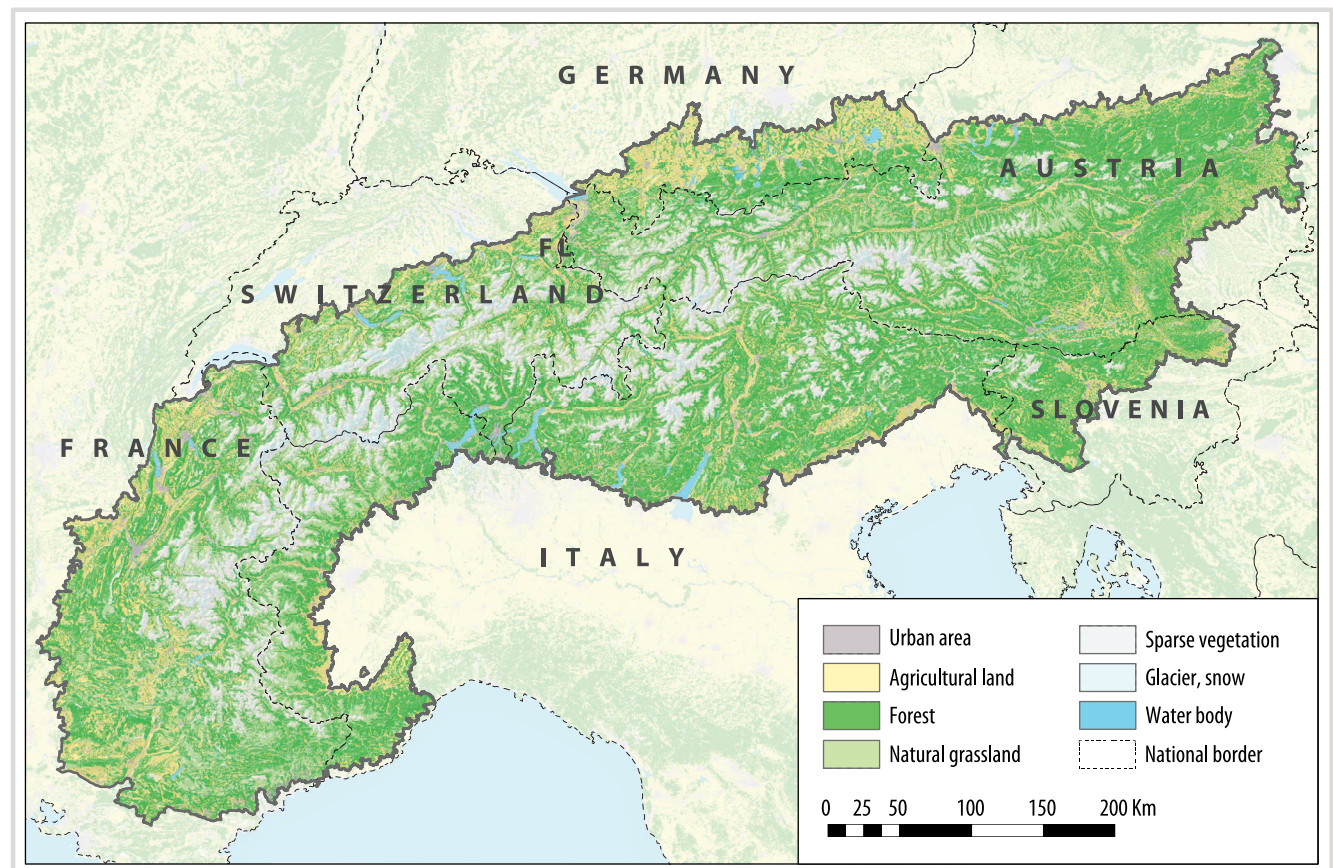 GERMANY
AUSTRIA
FL
SWITZERLAND
SLOVENIA
FRANCE
ITALY
Urban area
Agricultural land
Forest
Natural grassland
Sparse vegetation
Glacier, snow
Water body
National border
0 25 50 100 150 200 Km